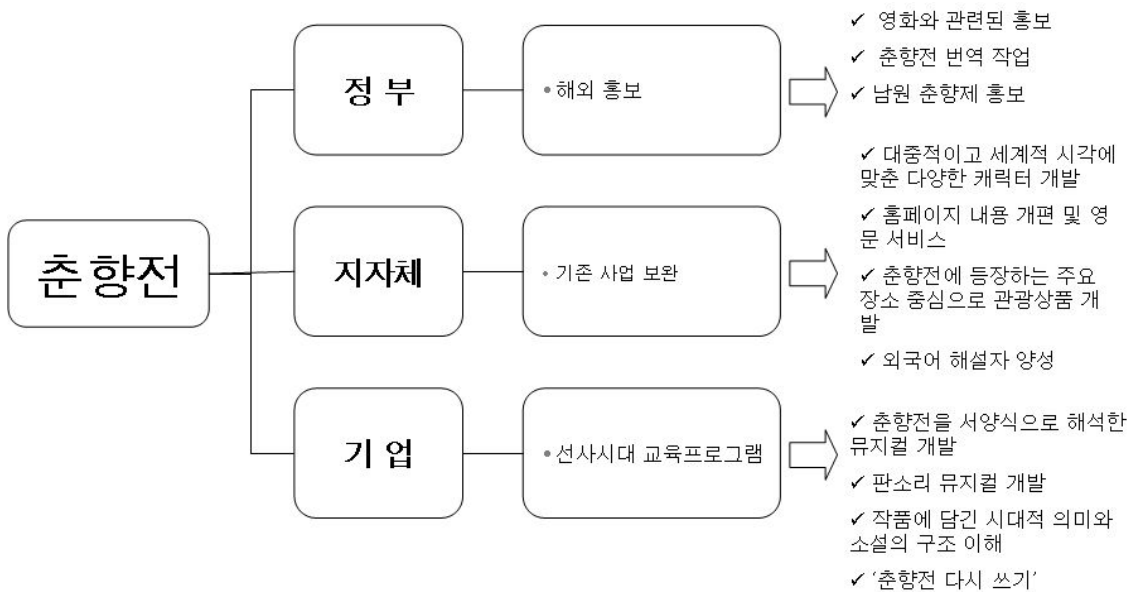 춘향전
정 부
• 해외 홍보
✓ 영화와 관련된 홍보
✓ 춘향전 번역 작업
✓ 남원 춘향제 홍보
지자체
• 기존 사업 보완
✓ 대중적이고 세계적 시각에
맞춘 다양한 캐릭터 개발
✓ 홈페이지 내용 개편 및 영
문 서비스
✓ 춘향전에 등장하는 주요
장소 중심으로 관광상품 개
발
✓ 외국어 해설자 양성
기 업
• 선사시대 교육프로그램
✓ 춘향전을 서양식으로 해석한
뮤지컬 개발
✓ 판소리 뮤지컬 개발
✓ 작품에 담긴 시대적 의미와
소설의 구조 이해
✓ ‘춘향전 다시 쓰기’